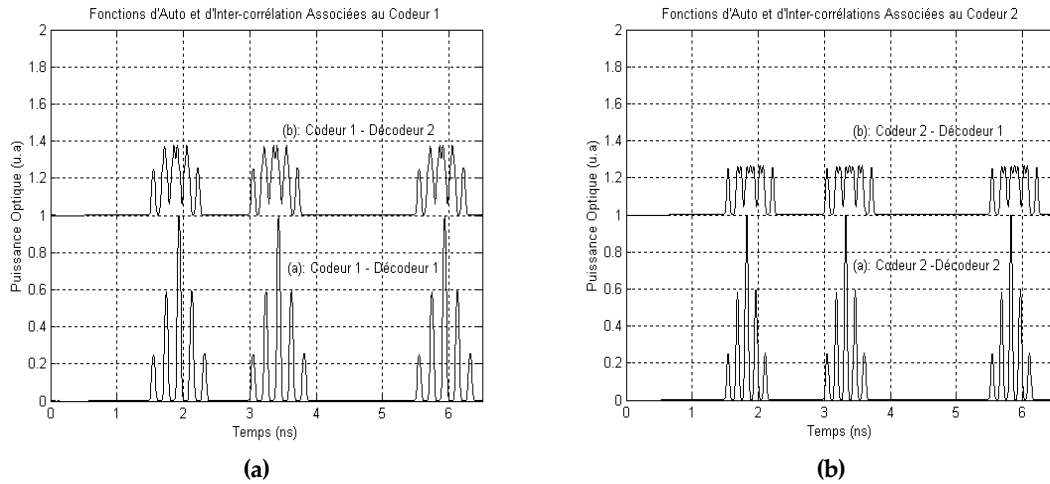 Fonctions d'Auto et d'Inter-corrélation Associées au Codeur 1
2
1.8
1.6
1.4
1.2
1
0.8
0.6
0.4
0.2
0
Puissance Optique (u.a)
(b): Codeur 1 - Décodeur 2
(a): Codeur 1 - Décodeur 1
0 1 2 3 4 5 6
Temps (ns)
(a)
Fonctions d'Auto et d'Inter-corrélations Associées au Codeur 2
2
1.8
1.6
1.4
1.2
1
0.8
0.6
0.4
0.2
0
Puissance Optique (u.a)
(b): Codeur 2 - Décodeur 1
(a): Codeur 2 -Décodeur 2
0 1 2 3 4 5 6
Temps (ns)
(b)